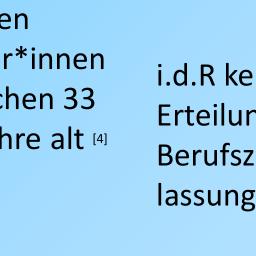 en
r*innen
chen 33
hre alt [4]
i.d.R ke
Erteilun
Berufsz
lassung